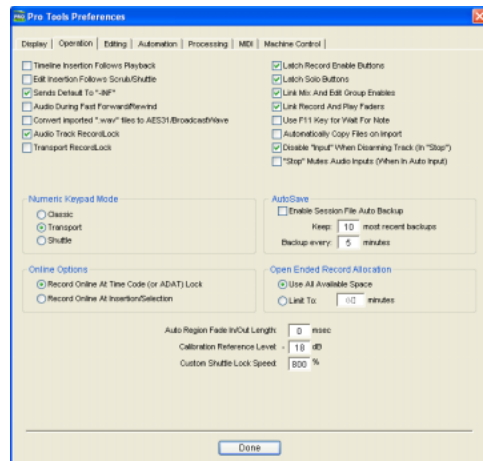 Pro Tools Preferences
Display Operation Editing Automation Processing MIDI Machine Control
Timeline Insertion Follows Playback
Edit Insertion Follows Scrub/Shuttle
Sends Default To "-INF"
Audio During Fast Forward/Rewind
Convert imported ".wav" files to AES31/BroadcastWave
Audio Track RecordLock
Transport RecordLock
Latch Record Enable Buttons
Latch Solo Buttons
Link Mix And Edit Group Enables
Link Record And Play Faders
Use F11 Key for Wait For Note
Automatically Copy Files on Import
Disable "Input" When Disarming Track (In "Stop")
"Stop" Mutes Audio Inputs (When In Auto Input)
Numeric Keypad Mode
Classic
Transport
Shuttle
AutoSave
Enable Session File Auto Backup
Keep: 10 most recent backups
Backup every: 5 minutes
Online Options
Record Online At Time Code (or ADAT) Lock
Record Online At Insertion/Selection
Open Ended Record Allocation
Use All Available Space
Limit To: 60 minutes
Auto Region Fade In/Out Length: 0 msec
Calibration Reference Level: - 18 dB
Custom Shuttle Lock Speed: 800 %
Done